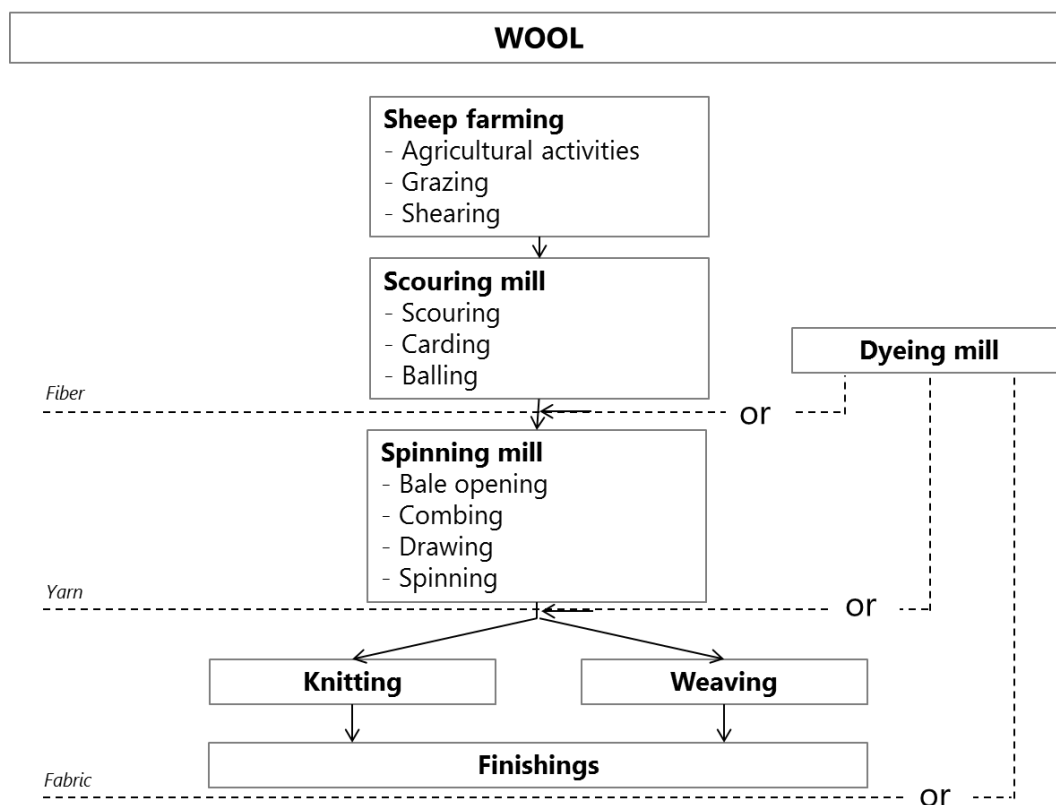 WOOL
Sheep farming
- Agricultural activities
- Grazing
- Shearing
Scouring mill
- Scouring
- Carding
- Balling
Dyeing mill
Fiber
or
Spinning mill
- Bale opening
- Combing
- Drawing
- Spinning
Yarn
or
Knitting
Weaving
Finishings
Fabric
or